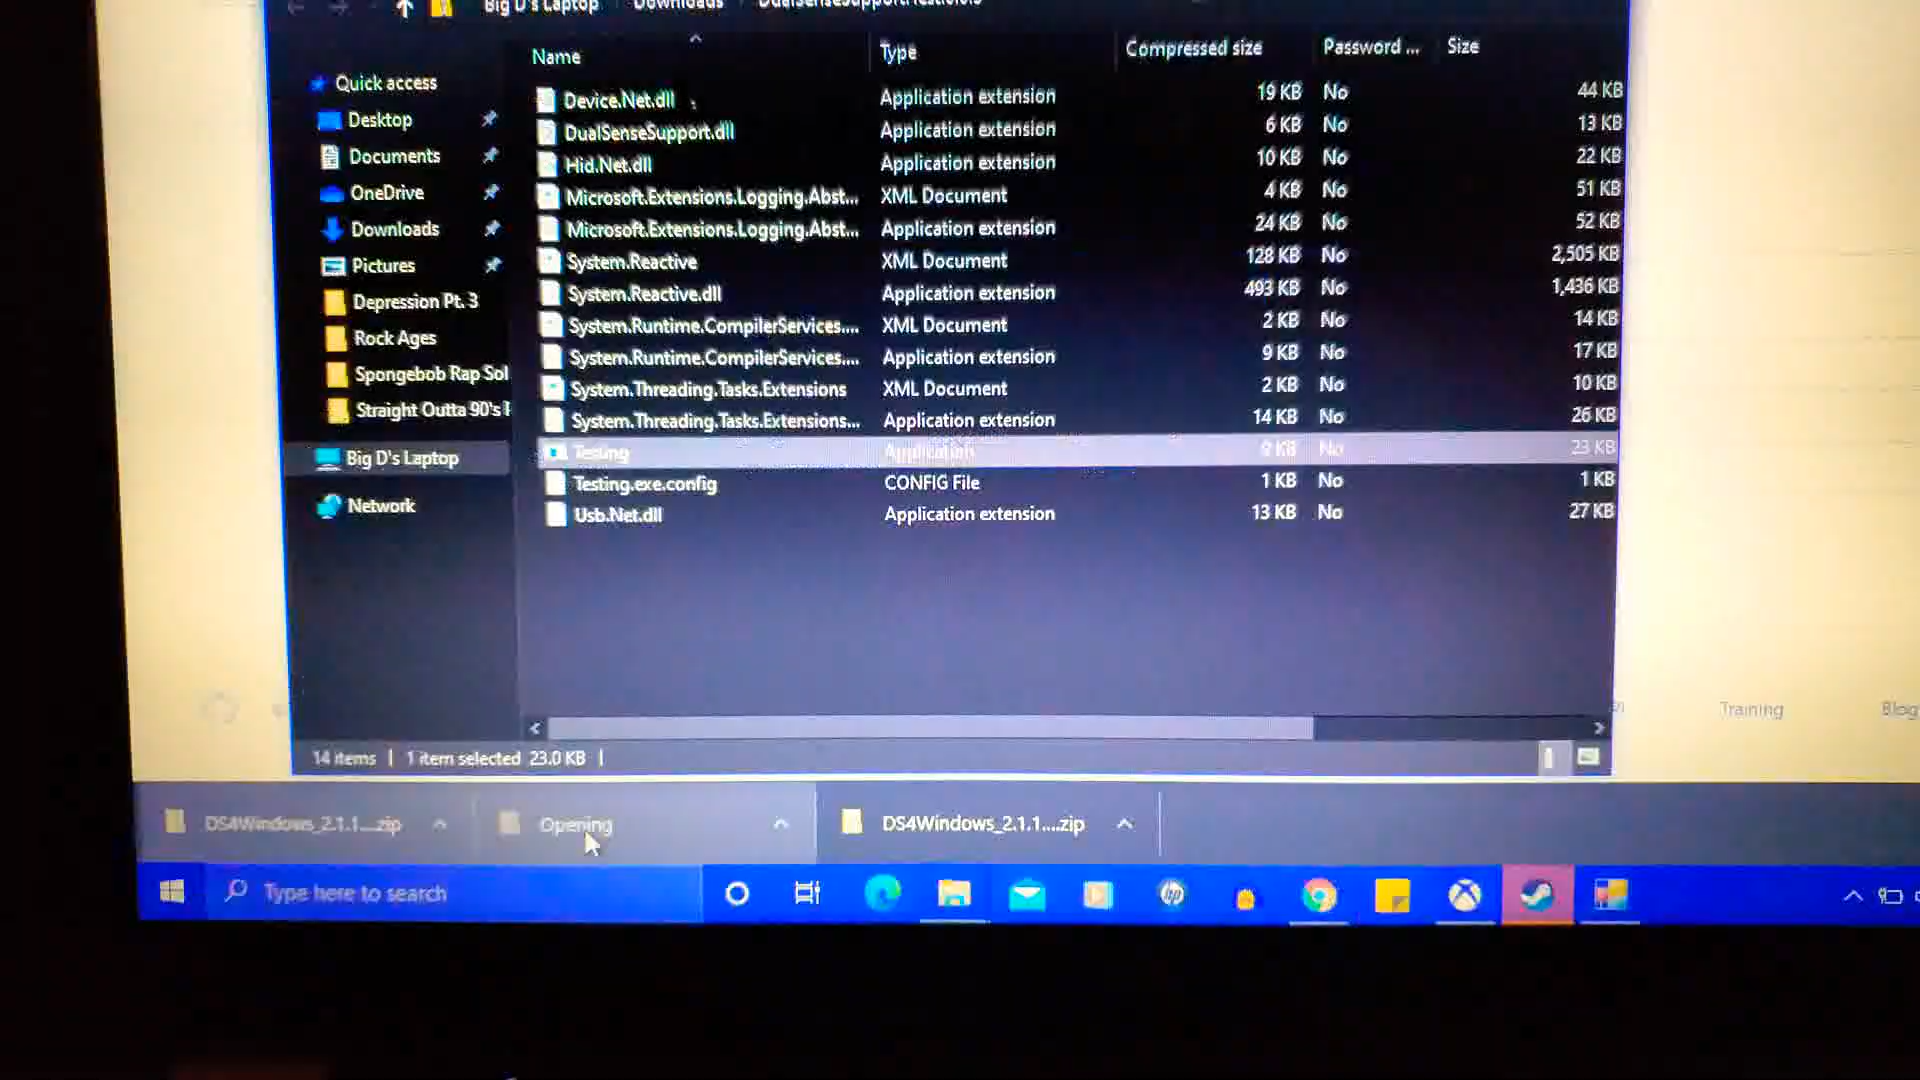 Big D's Laptop Downloads
Name Type Compressed size Password ... Size
Quick access
Desktop
Documents
OneDrive
Downloads
Pictures
Depression Pt. 3
Rock Ages
Spongebob Rap Sol
Straight Outta 90's
Big D's Laptop
Network
Device.Net.dll Application extension 19 KB No 44 KB
DualSenseSupport.dll Application extension 6 KB No 13 KB
Hid.Net.dll Application extension 10 KB No 22 KB
Microsoft.Extensions.Logging.Abst... XML Document 4 KB No 51 KB
Microsoft.Extensions.Logging.Abst... Application extension 24 KB No 52 KB
System.Reactive XML Document 128 KB No 2,505 KB
System.Reactive.dll Application extension 493 KB No 1,436 KB
System.Runtime.CompilerServices.... XML Document 2 KB No 14 KB
System.Runtime.CompilerServices.... Application extension 9 KB No 17 KB
System.Threading.Tasks.Extensions XML Document 2 KB No 10 KB
System.Threading.Tasks.Extensions... Application extension 14 KB No 26 KB
Testing Application 9 KB No 23 KB
Testing.exe.config CONFIG File 1 KB No 1 KB
Usb.Net.dll Application extension 13 KB No 27 KB
Training Blog
14 items 1 item selected 23.0 KB
DS4Windows_2.1.1....zip Opening DS4Windows_2.1.1....zip
Type here to search
hp